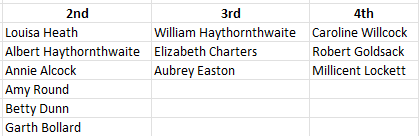 2nd 3rd 4th
Louisa Heath William Haythornthwaite Caroline Willcock
Albert Haythornthwaite Elizabeth Charters Robert Goldsack
Annie Alcock Aubrey Easton Millicent Lockett
Amy Round
Betty Dunn
Garth Bollard